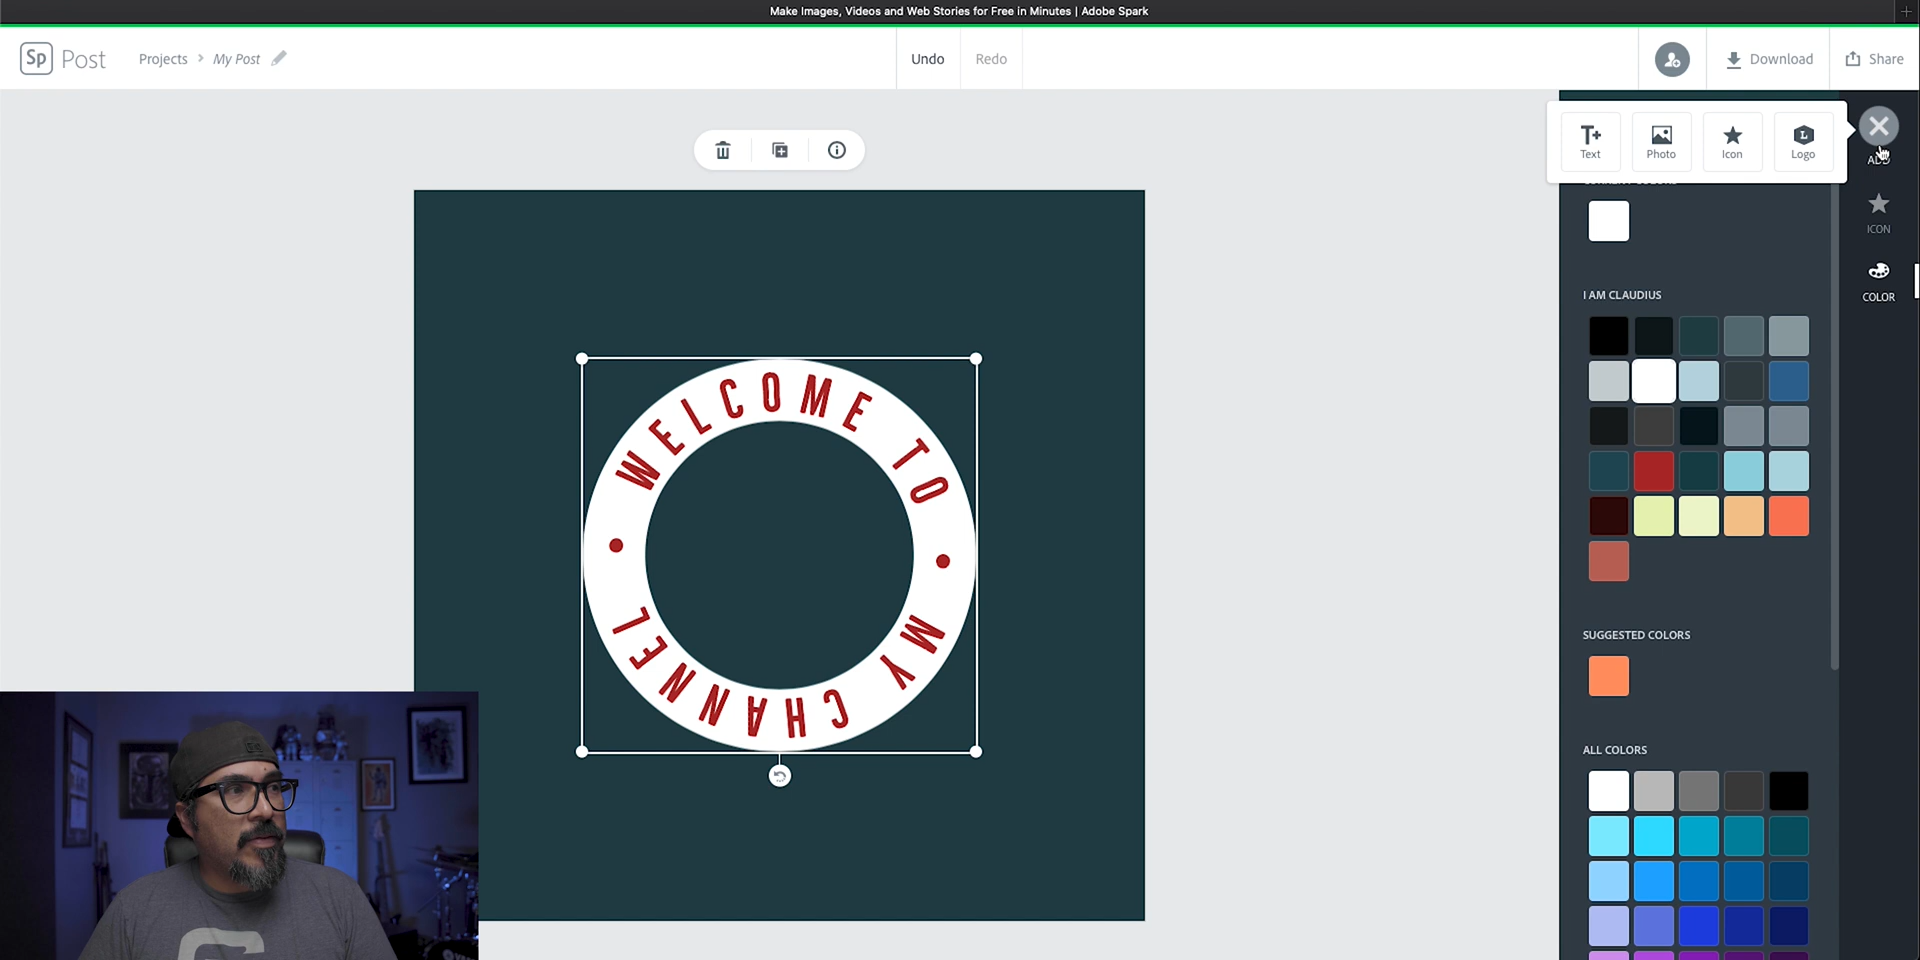 Make Images, Videos and Web Stories for Free in Minutes | Adobe Spark
Sp Post
Projects > My Post
Undo
Redo
Download
Share
Text
Photo
Icon
L
Logo
ADD
ICON
COLOR
I AM CLAUDIUS
SUGGESTED COLORS
ALL COLORS
WELCOME TO • MY CHANNEL •